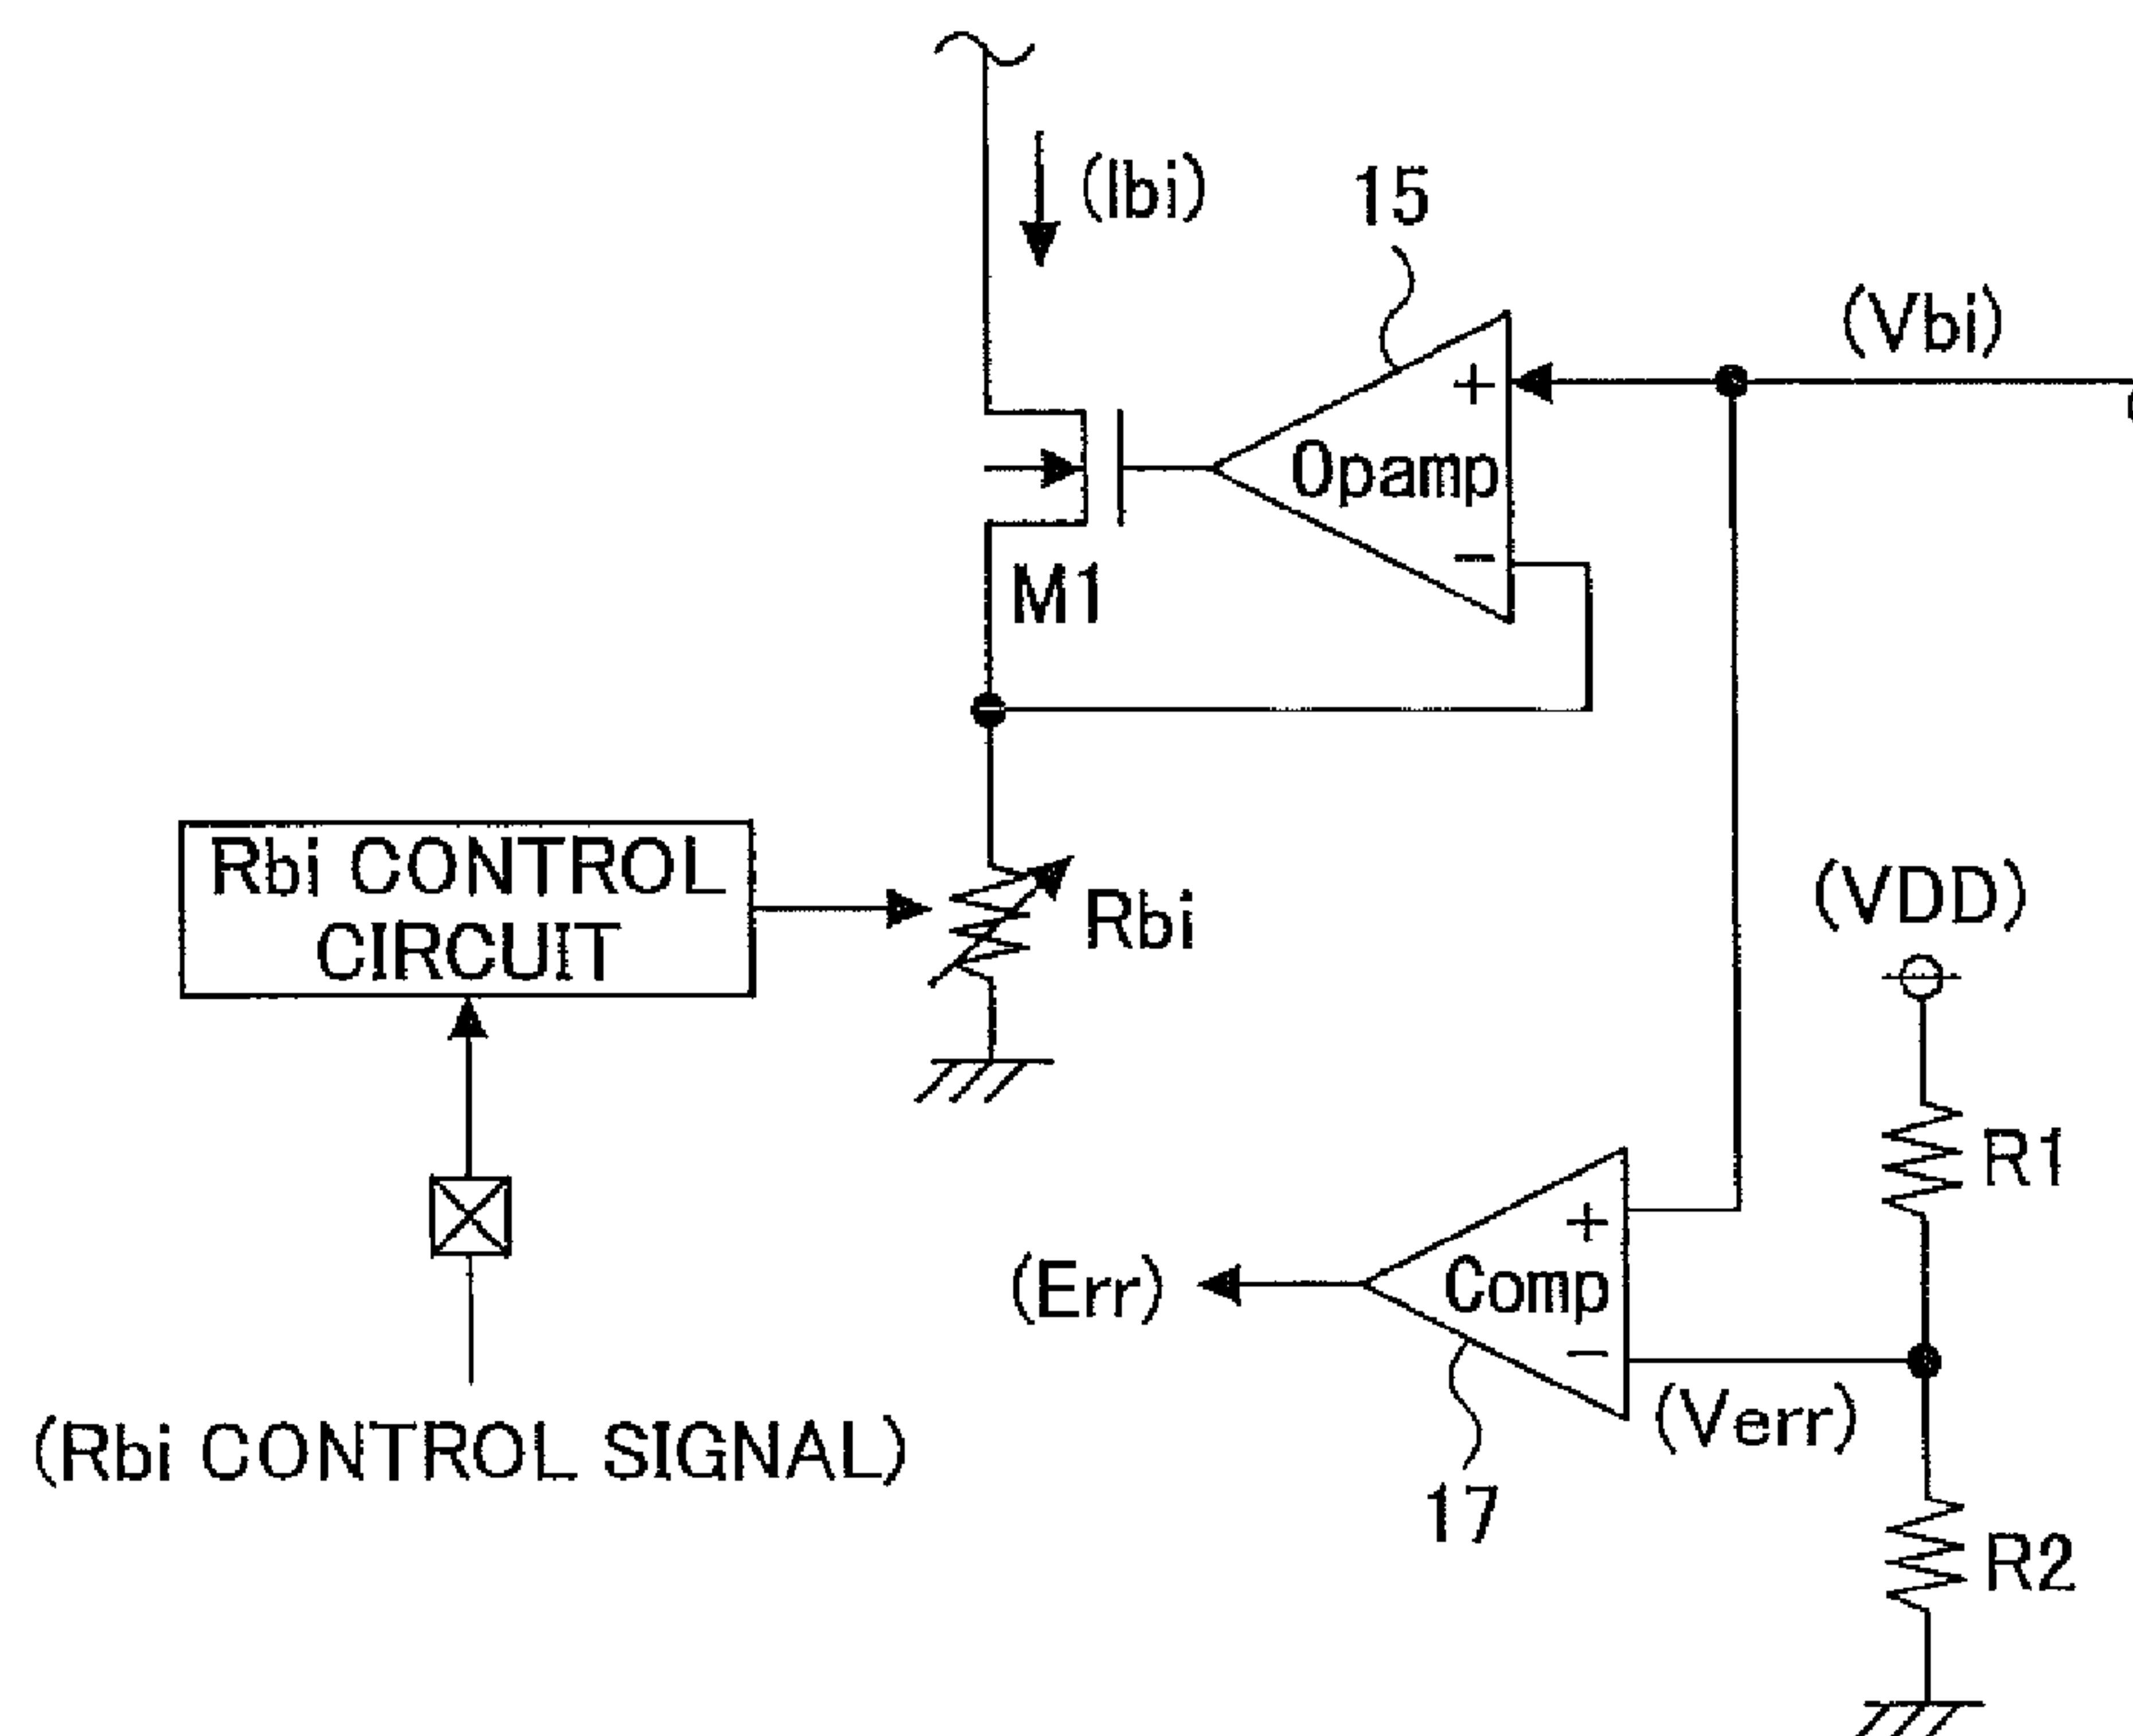 (Ibi)
15
(Vbi)
+
Opamp
−
M1
Rbi CONTROL
CIRCUIT
Rbi
(VDD)
R1
+
Comp
−
(Err)
(Verr)
(Rbi CONTROL SIGNAL)
17
R2